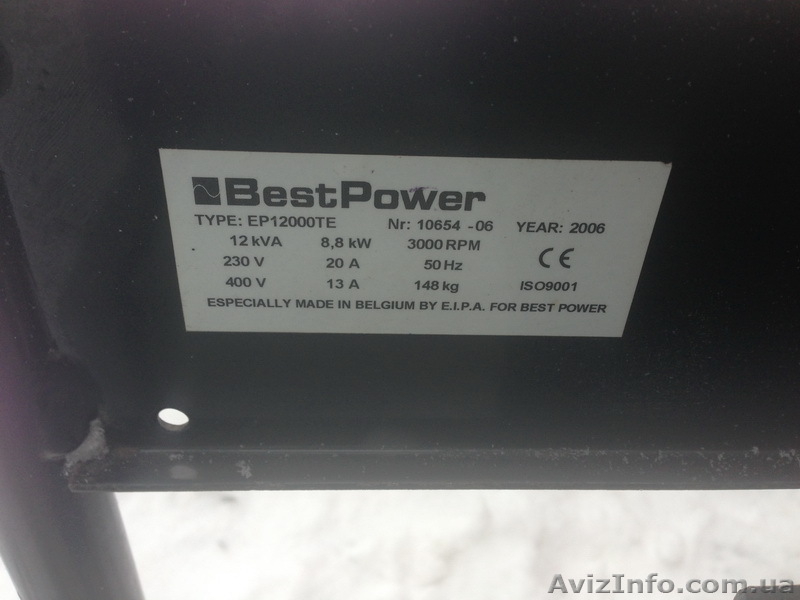 BestPower
TYPE: EP12000TE Nr: 10654 -06 YEAR: 2006
12 kVA 8,8 kW 3000 RPM
230 V 20 A 50 Hz CE
400 V 13 A 148 kg ISO9001
ESPECIALLY MADE IN BELGIUM BY E.I.P.A. FOR BEST POWER
AvizInfo.com.ua